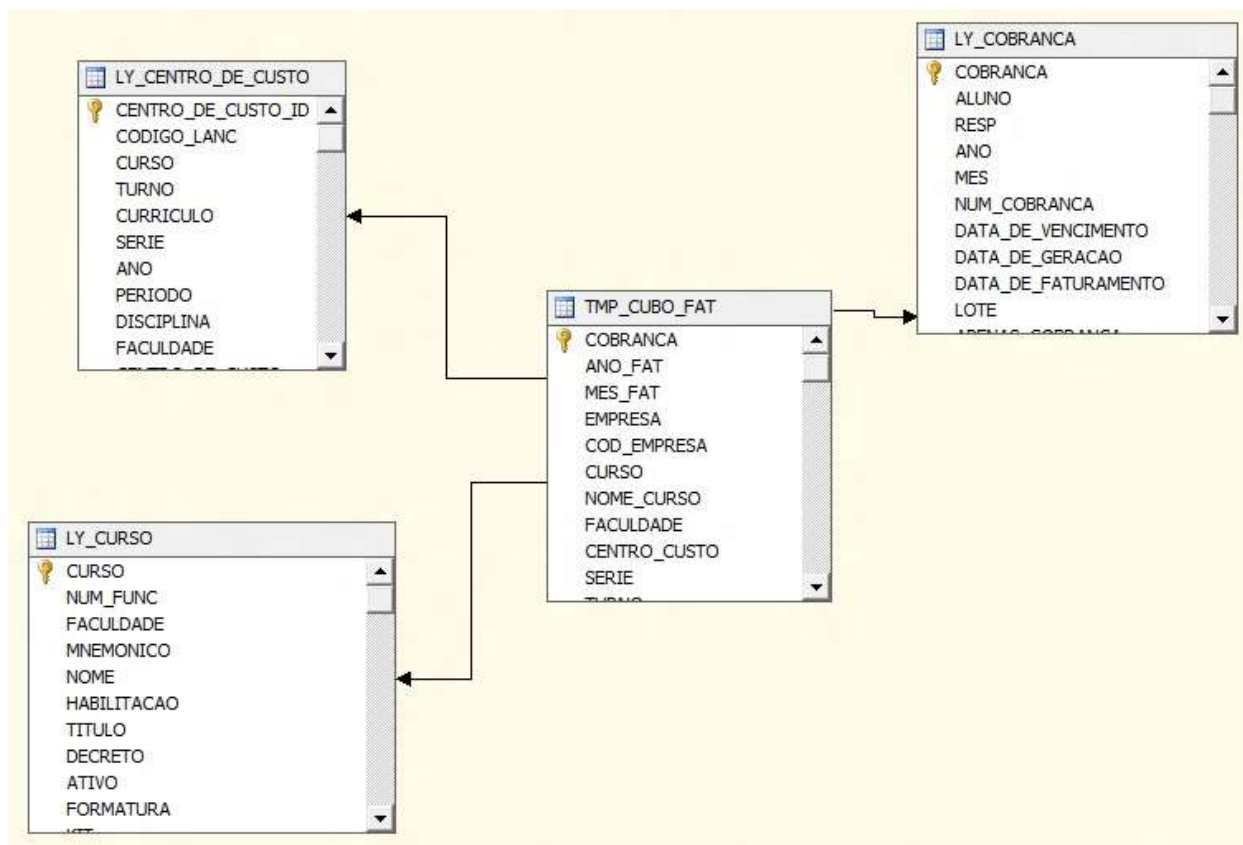 LY_CENTRO_DE_CUSTO
CENTRO_DE_CUSTO_ID
CODIGO_LANC
CURSO
TURNO
CURRICULO
SERIE
ANO
PERIODO
DISCIPLINA
FACULDADE
LY_COBRANCA
COBRANCA
ALUNO
RESP
ANO
MES
NUM_COBRANCA
DATA_DE_VENCIMENTO
DATA_DE_GERACAO
DATA_DE_FATURAMENTO
LOTE
TMP_CUBO_FAT
COBRANCA
ANO_FAT
MES_FAT
EMPRESA
COD_EMPRESA
CURSO
NOME_CURSO
FACULDADE
CENTRO_CUSTO
SERIE
LY_CURSO
CURSO
NUM_FUNC
FACULDADE
MNEMONICO
NOME
HABILITACAO
TITULO
DECRETO
ATIVO
FORMATURA